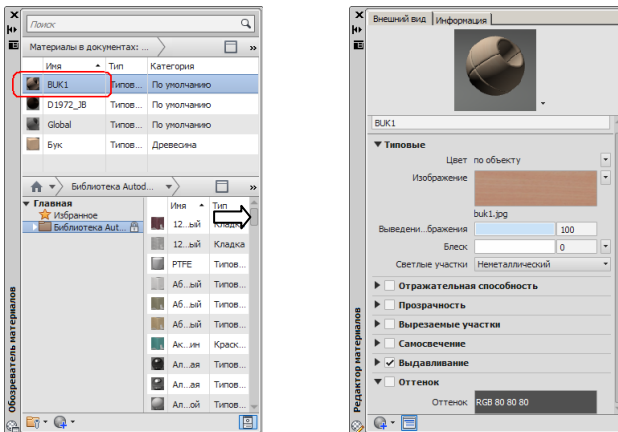 Поиск
Материалы в документах: ...
Имя Тип Категория
BUK1 Типов... По умолчанию
D1972_JB Типов... По умолчанию
Global Типов... По умолчанию
Бук Типов... Древесина
Библиотека Autod...
Главная
Избранное
Библиотека Aut...
Имя Тип
12...ый Кладка
12...ый Кладка
PTFE Типов...
Аб...ый Типов...
Аб...ый Типов...
Аб...ый Типов...
Ак...ин Краск...
Ал...ая Типов...
Ал...ая Типов...
Ал...ой Типов...
Обозреватель материалов
Внешний вид Информация
BUK1
Типовые
Цвет по объекту
Изображение
buk1.jpg
Выведени...бражения 100
Блеск 0
Светлые участки Неметаллический
Отражательная способность
Прозрачность
Вырезаемые участки
Самосвечение
Выдавливание
Оттенок
Оттенок RGB 80 80 80
Редактор материалов